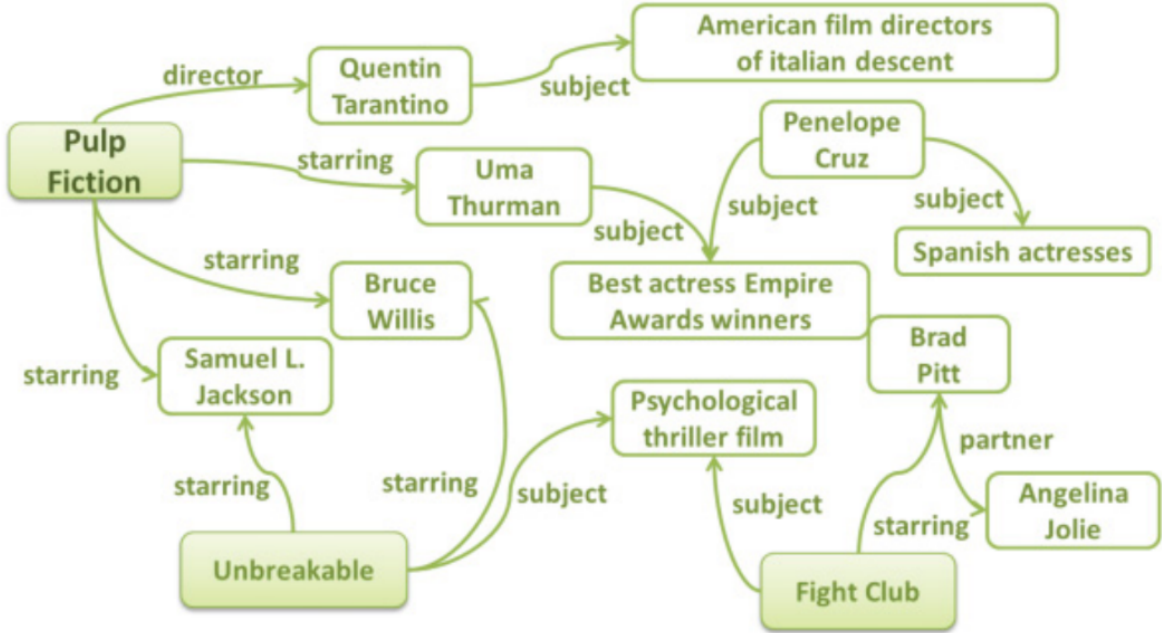 American film directors
of italian descent
director
Quentin
Tarantino
subject
Pulp
Fiction
Penelope
Cruz
starring
Uma
Thurman
subject
subject
subject
Spanish actresses
starring
Bruce
Willis
Best actress Empire
Awards winners
Brad
Pitt
starring
Samuel L.
Jackson
Psychological
thriller film
partner
starring
starring
subject
subject
starring
Angelina
Jolie
Unbreakable
Fight Club